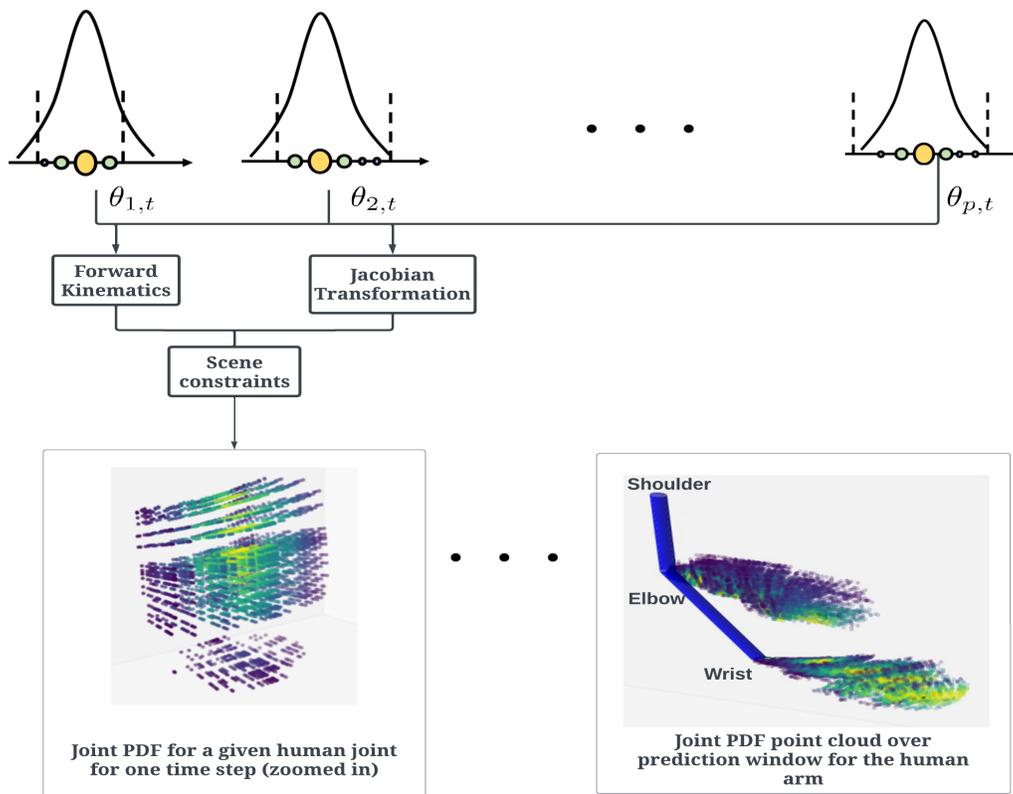 θ1,t
θ2,t
θp,t
Forward
Kinematics
Jacobian
Transformation
Scene
constraints
Joint PDF for a given human joint
for one time step (zoomed in)
Shoulder
Elbow
Wrist
Joint PDF point cloud over
prediction window for the human
arm